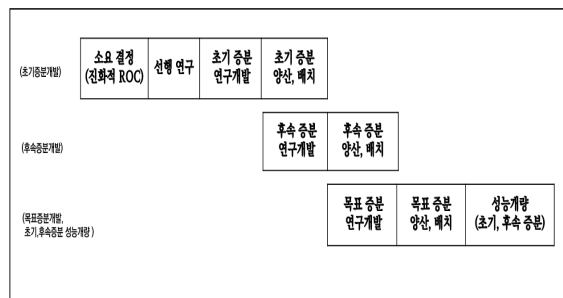 (초기증분개발)
소요 결정
(진화적 ROC)
선행 연구
초기 증분
연구개발
초기 증분
양산, 배치
(후속증분개발)
후속 증분
연구개발
후속 증분
양산, 배치
(목표증분개발,
초기,후속증분 성능개량 )
목표 증분
연구개발
목표 증분
양산, 배치
성능개량
(초기, 후속 증분)